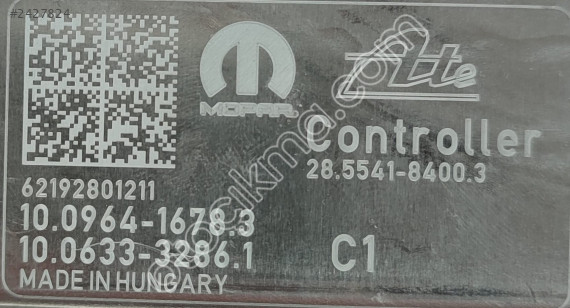 #2427824
MOPAR
Ate
Controller
28.5541-8400.3
62192801211
10.0964-1678.3
10.0633-3286.1
C1
MADE IN HUNGARY